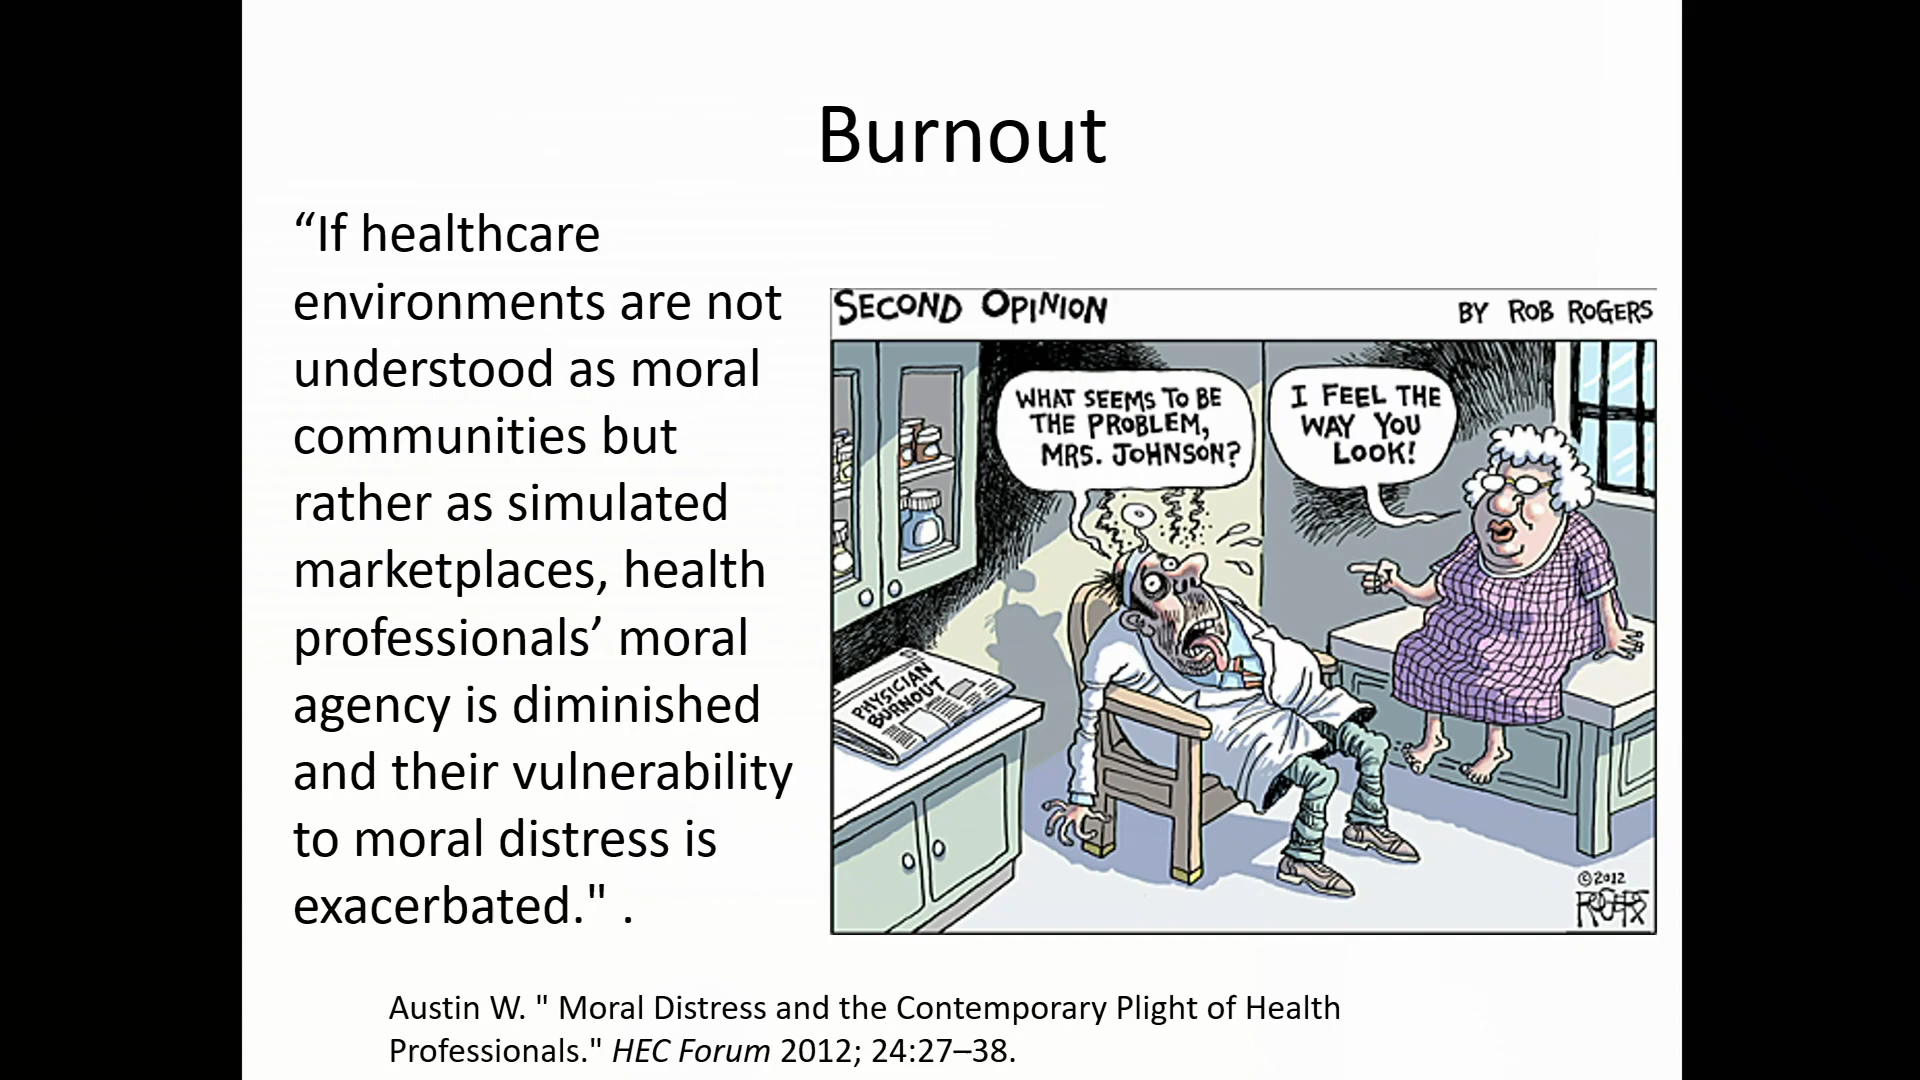 Burnout
“If healthcare
environments are not
understood as moral
communities but
rather as simulated
marketplaces, health
professionals’ moral
agency is diminished
and their vulnerability
to moral distress is
exacerbated." .
SECOND OPINION
BY ROB ROGERS
WHAT SEEMS TO BE
THE PROBLEM,
MRS. JOHNSON?
I FEEL THE
WAY YOU
LOOK!
PHYSICIAN
BURNOUT
©2012
ROGERS
Austin W. " Moral Distress and the Contemporary Plight of Health
Professionals." HEC Forum 2012; 24:27–38.